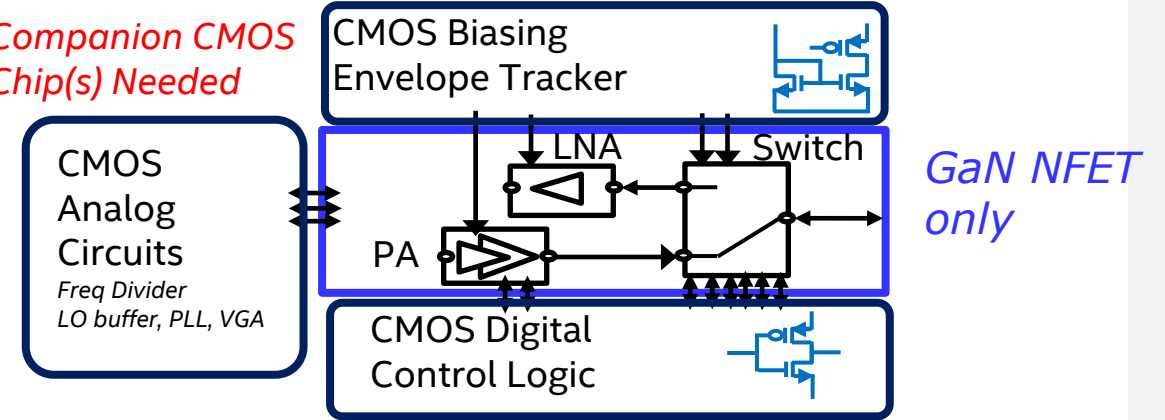 Companion CMOS
Chip(s) Needed
CMOS Biasing
Envelope Tracker
CMOS
Analog
Circuits
Freq Divider
LO buffer, PLL, VGA
LNA
Switch
PA
GaN NFET
only
CMOS Digital
Control Logic